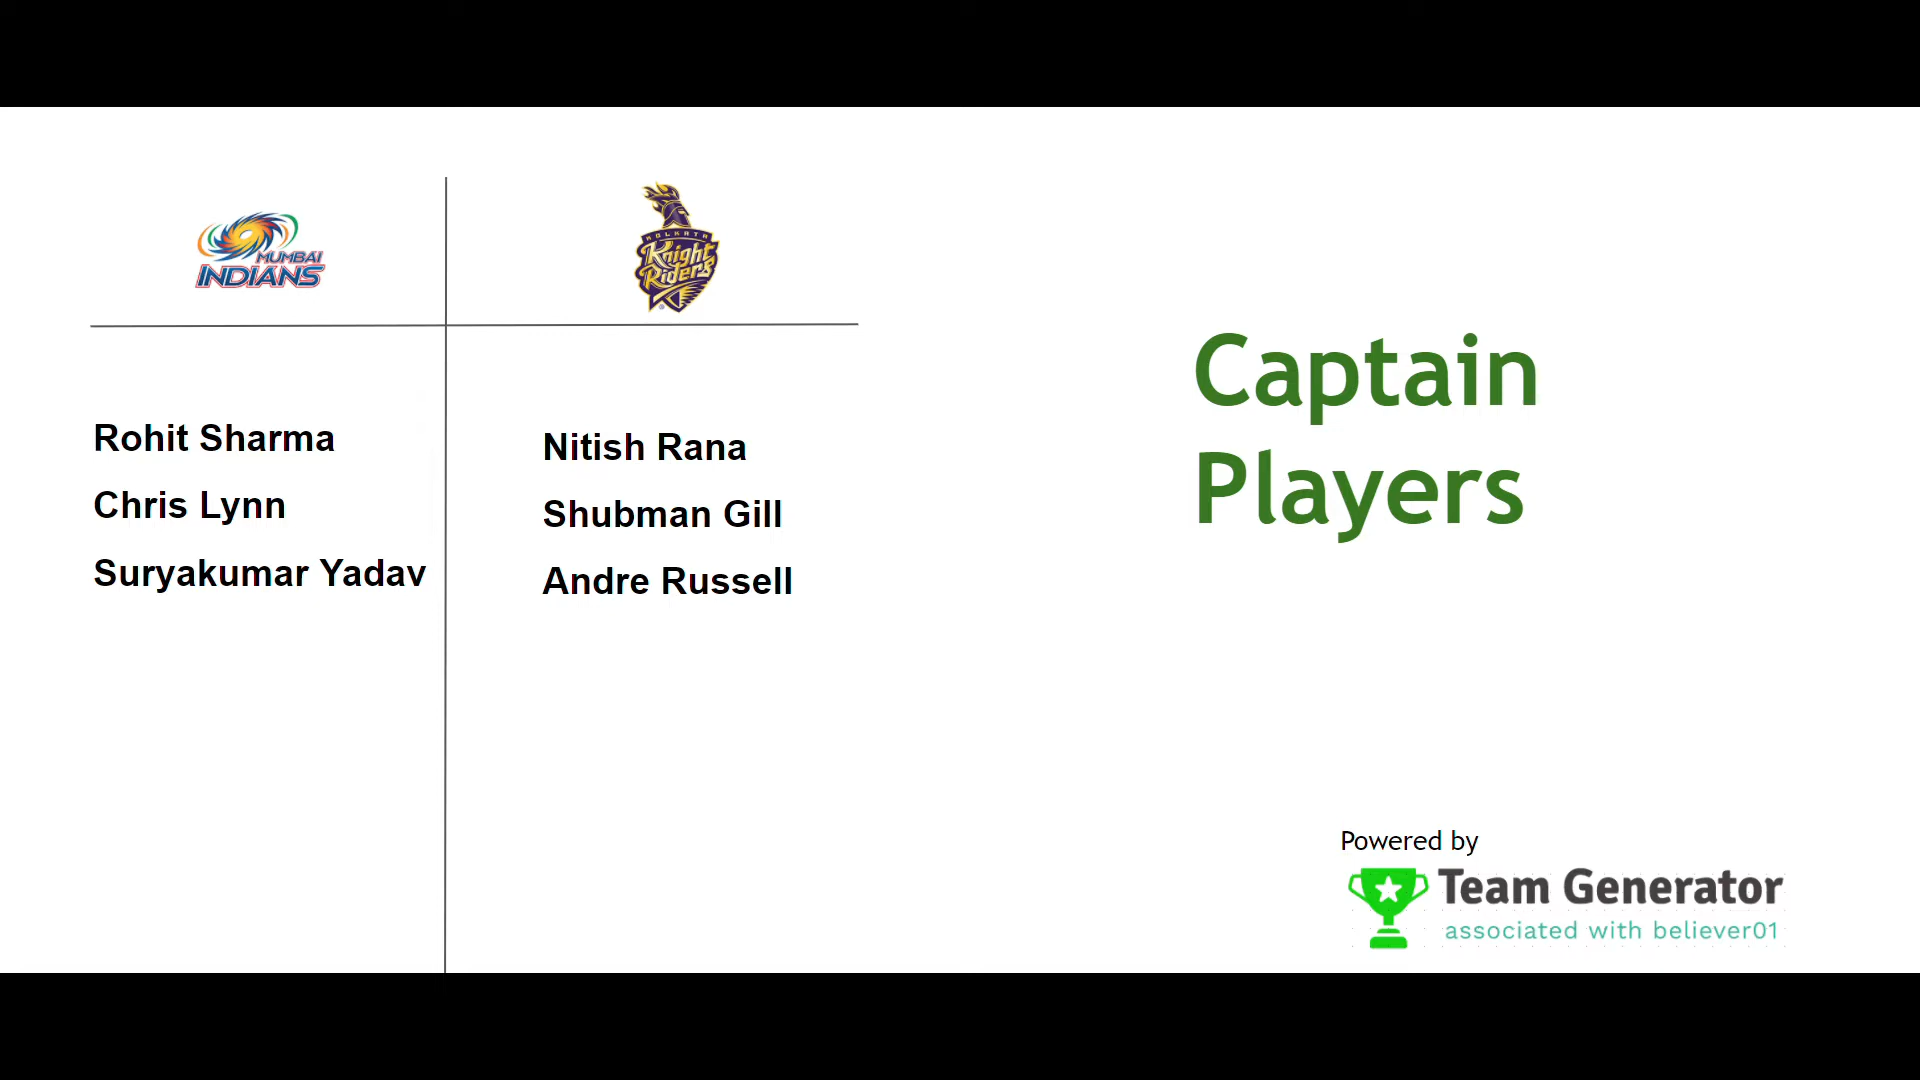 MUMBAI
INDIANS
KOLKATA
Knight
Riders
Rohit Sharma
Chris Lynn
Suryakumar Yadav
Nitish Rana
Shubman Gill
Andre Russell
Captain
Players
Powered by
Team Generator
associated with believer01